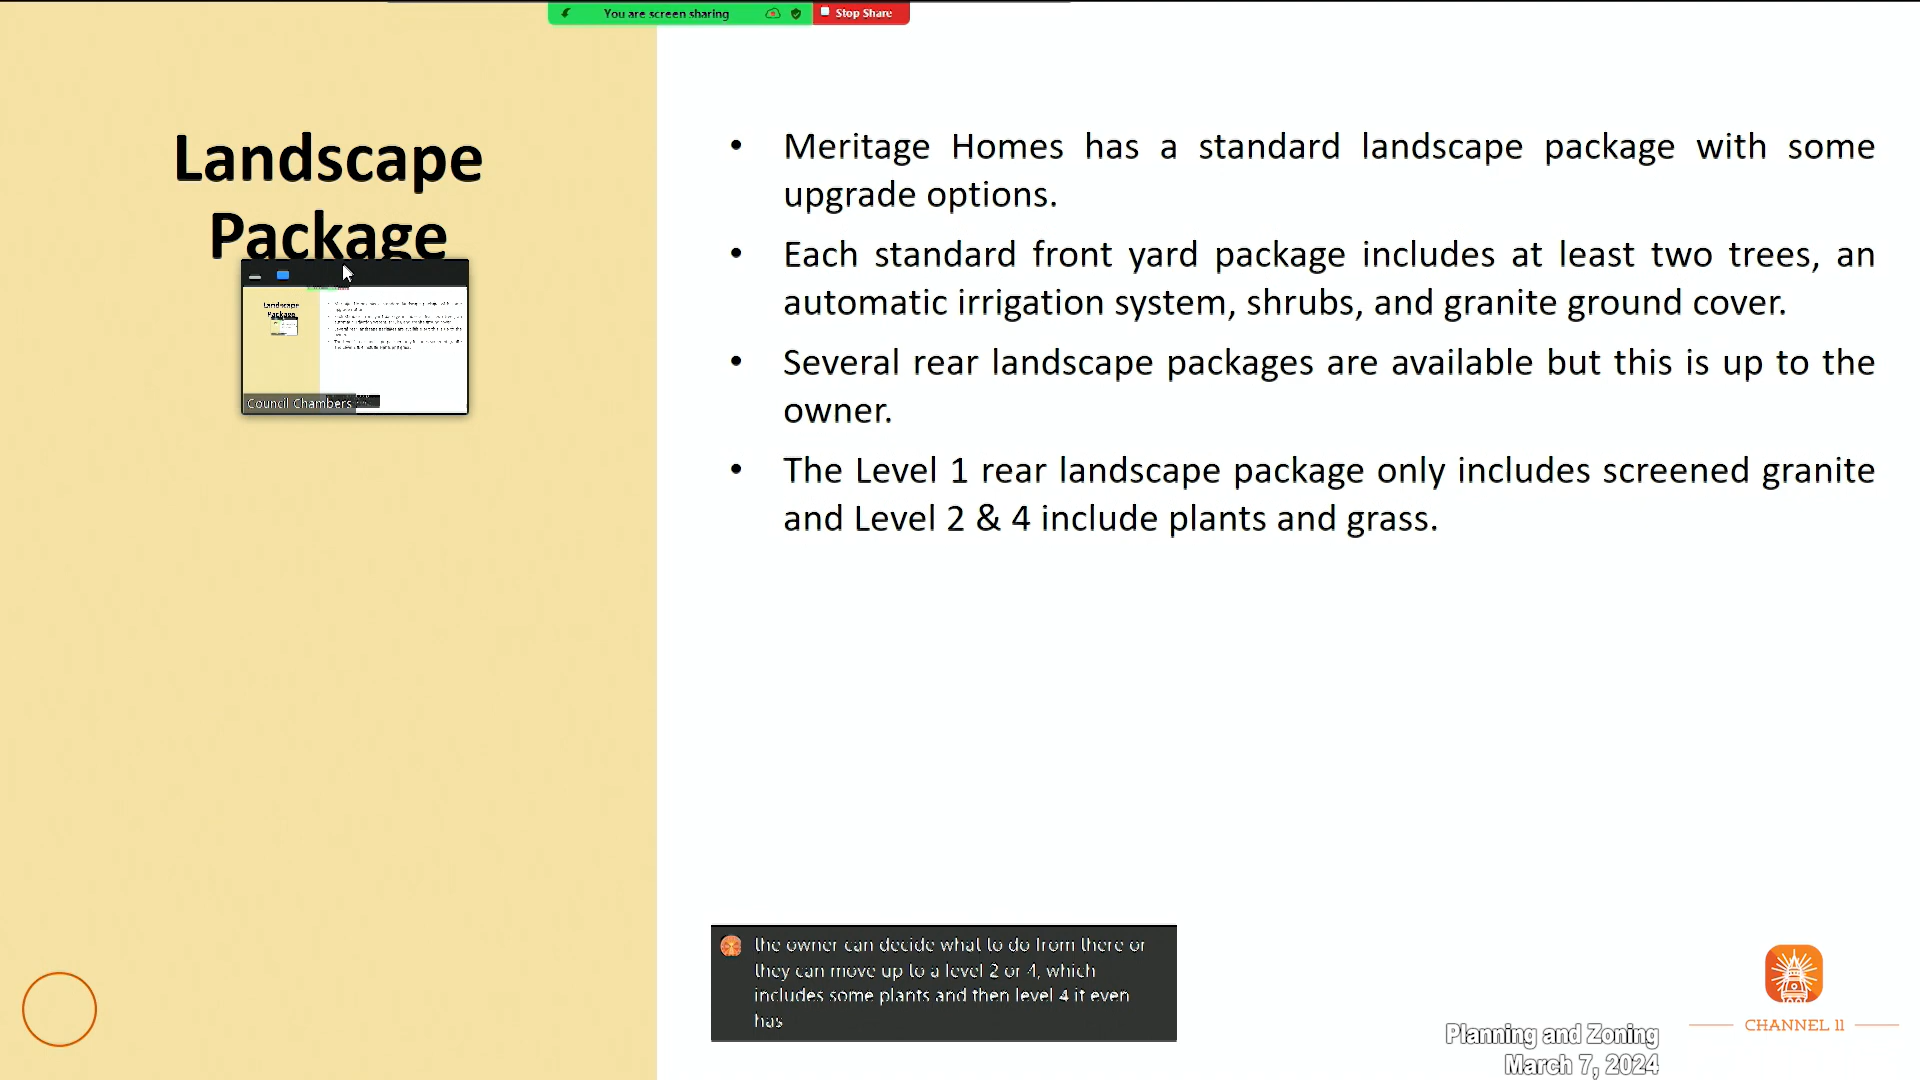 You are screen sharing
Stop Share
Landscape
Package
Meritage Homes has a standard landscape package with some
upgrade options.
Each standard front yard package includes at least two trees, an
automatic irrigation system, shrubs, and granite ground cover.
Several rear landscape packages are available but this is up to the
owner.
The Level 1 rear landscape package only includes screened granite
and Level 2 & 4 include plants and grass.
Landscape
Package
Council Chambers
the owner can decide what to do from there or
they can move up to a level 2 or 4, which
includes some plants and then level 4 it even
has
CHANNEL 11
Planning and Zoning
March 7, 2024